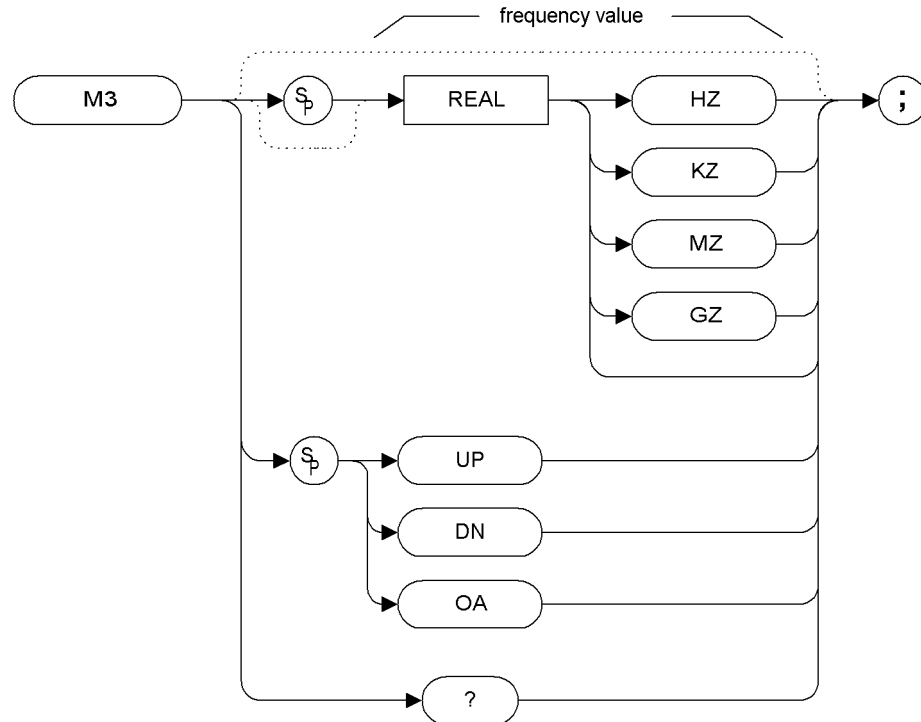 frequency value
M3 SP REAL HZ ;
KZ
MZ
GZ
SP UP
DN
OA
?